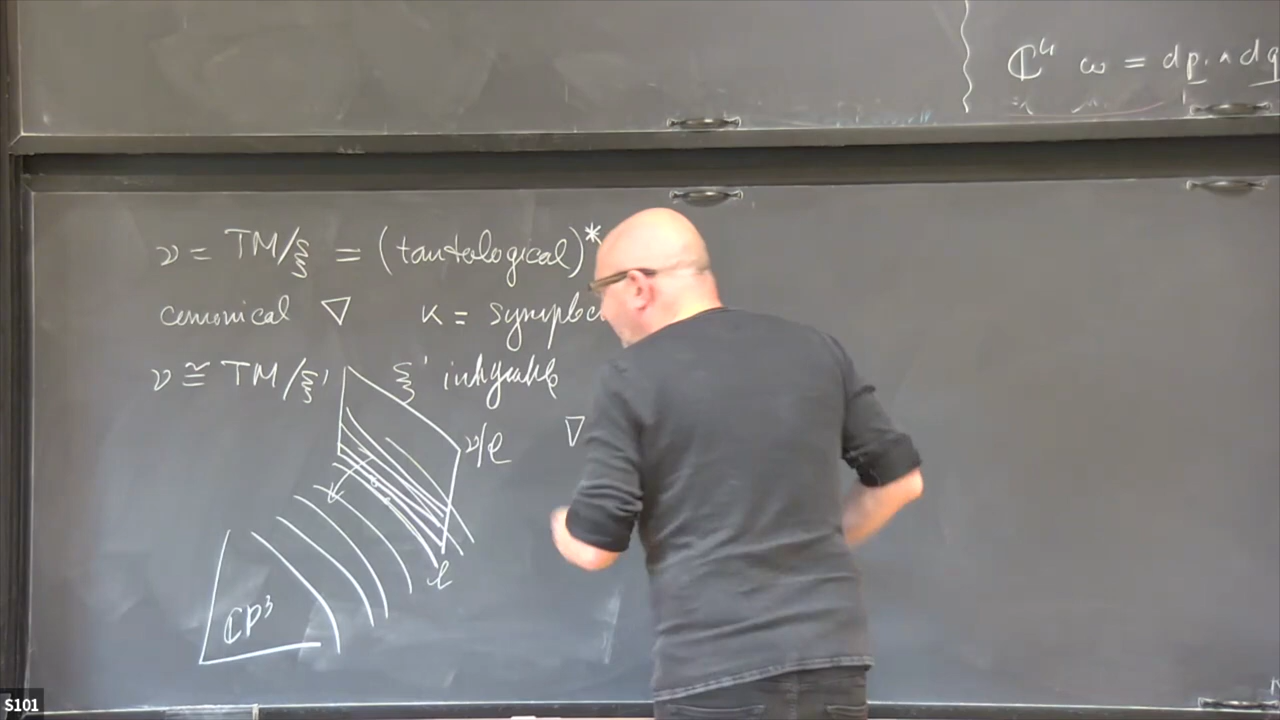 ℂ⁴ ω = dp ∧ dq
ν = TM/ξ = (tautological)*
canonical ∇ κ = symplec
ν ≅ TM/ξ' ξ' integrable
ν/ℓ ∇
ℓ
ℂP³
S101